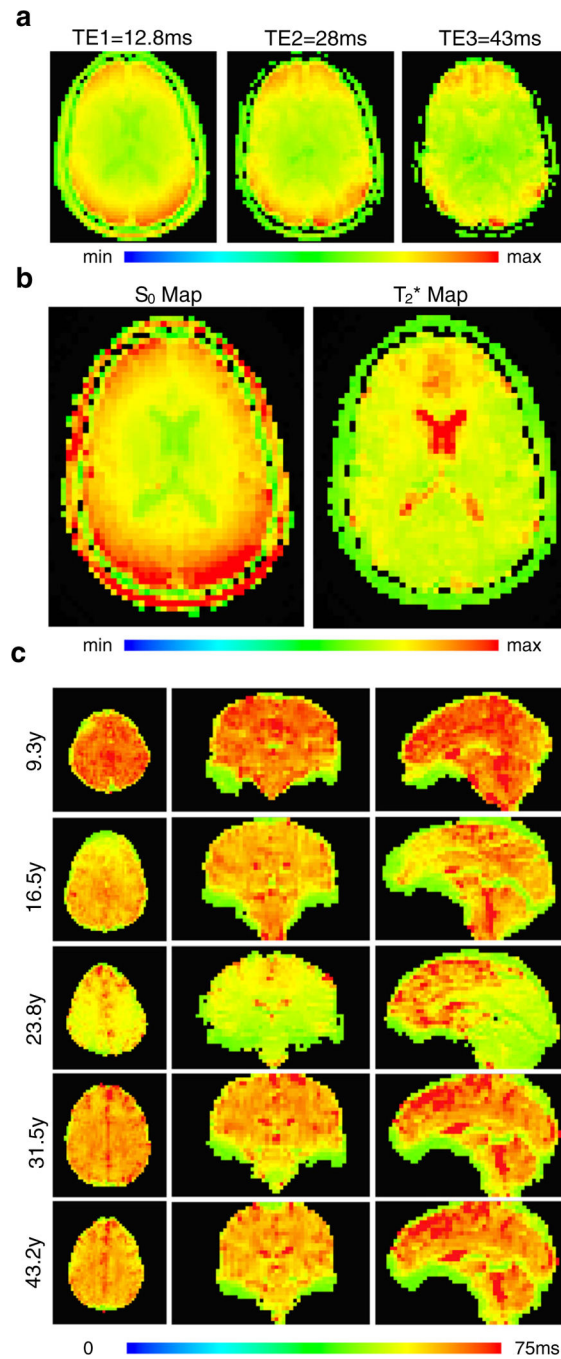 a
TE1=12.8ms TE2=28ms TE3=43ms
min max
b
S₀ Map T₂* Map
min max
c
9.3y
16.5y
23.8y
31.5y
43.2y
0 75ms